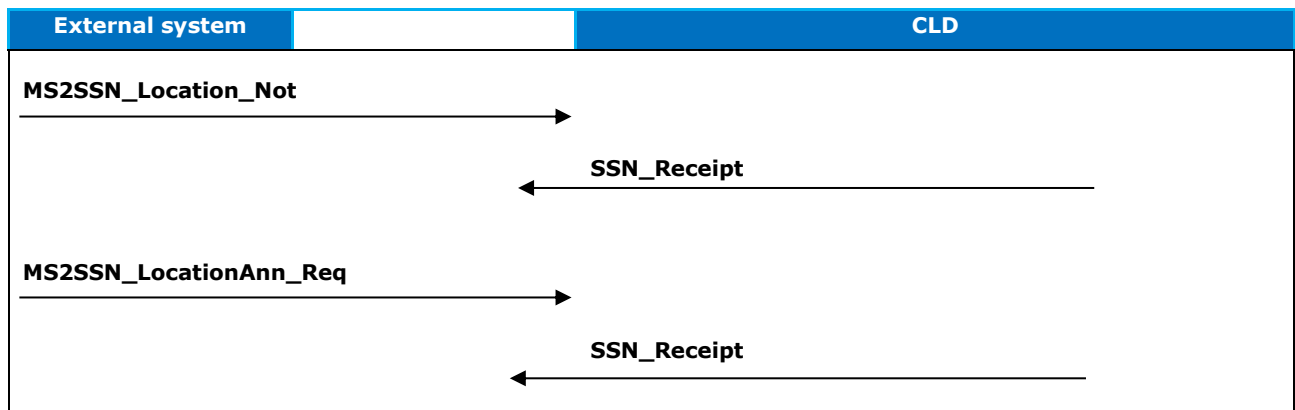 External system CLD
MS2SSN_Location_Not
SSN_Receipt
MS2SSN_LocationAnn_Req
SSN_Receipt